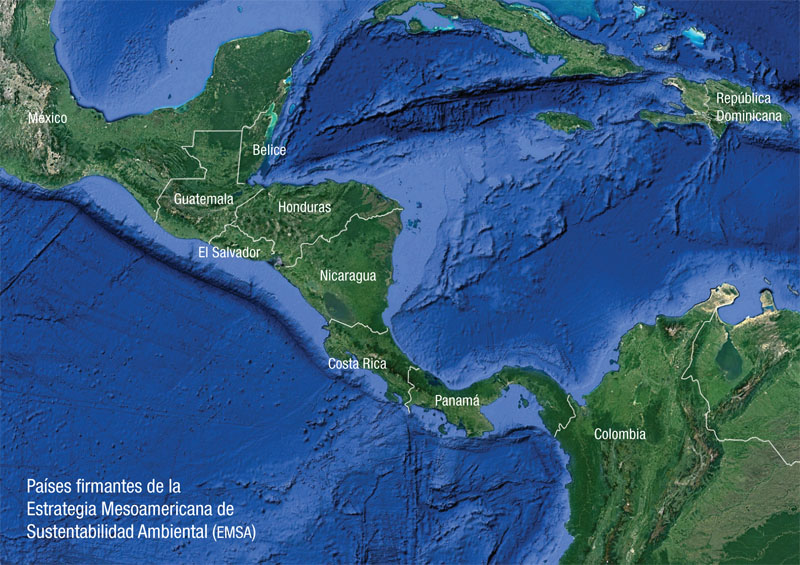 República
Dominicana
México
Belice
Guatemala
Honduras
El Salvador
Nicaragua
Costa Rica
Panamá
Colombia
Países firmantes de la
Estrategia Mesoamericana de
Sustentabilidad Ambiental (EMSA)